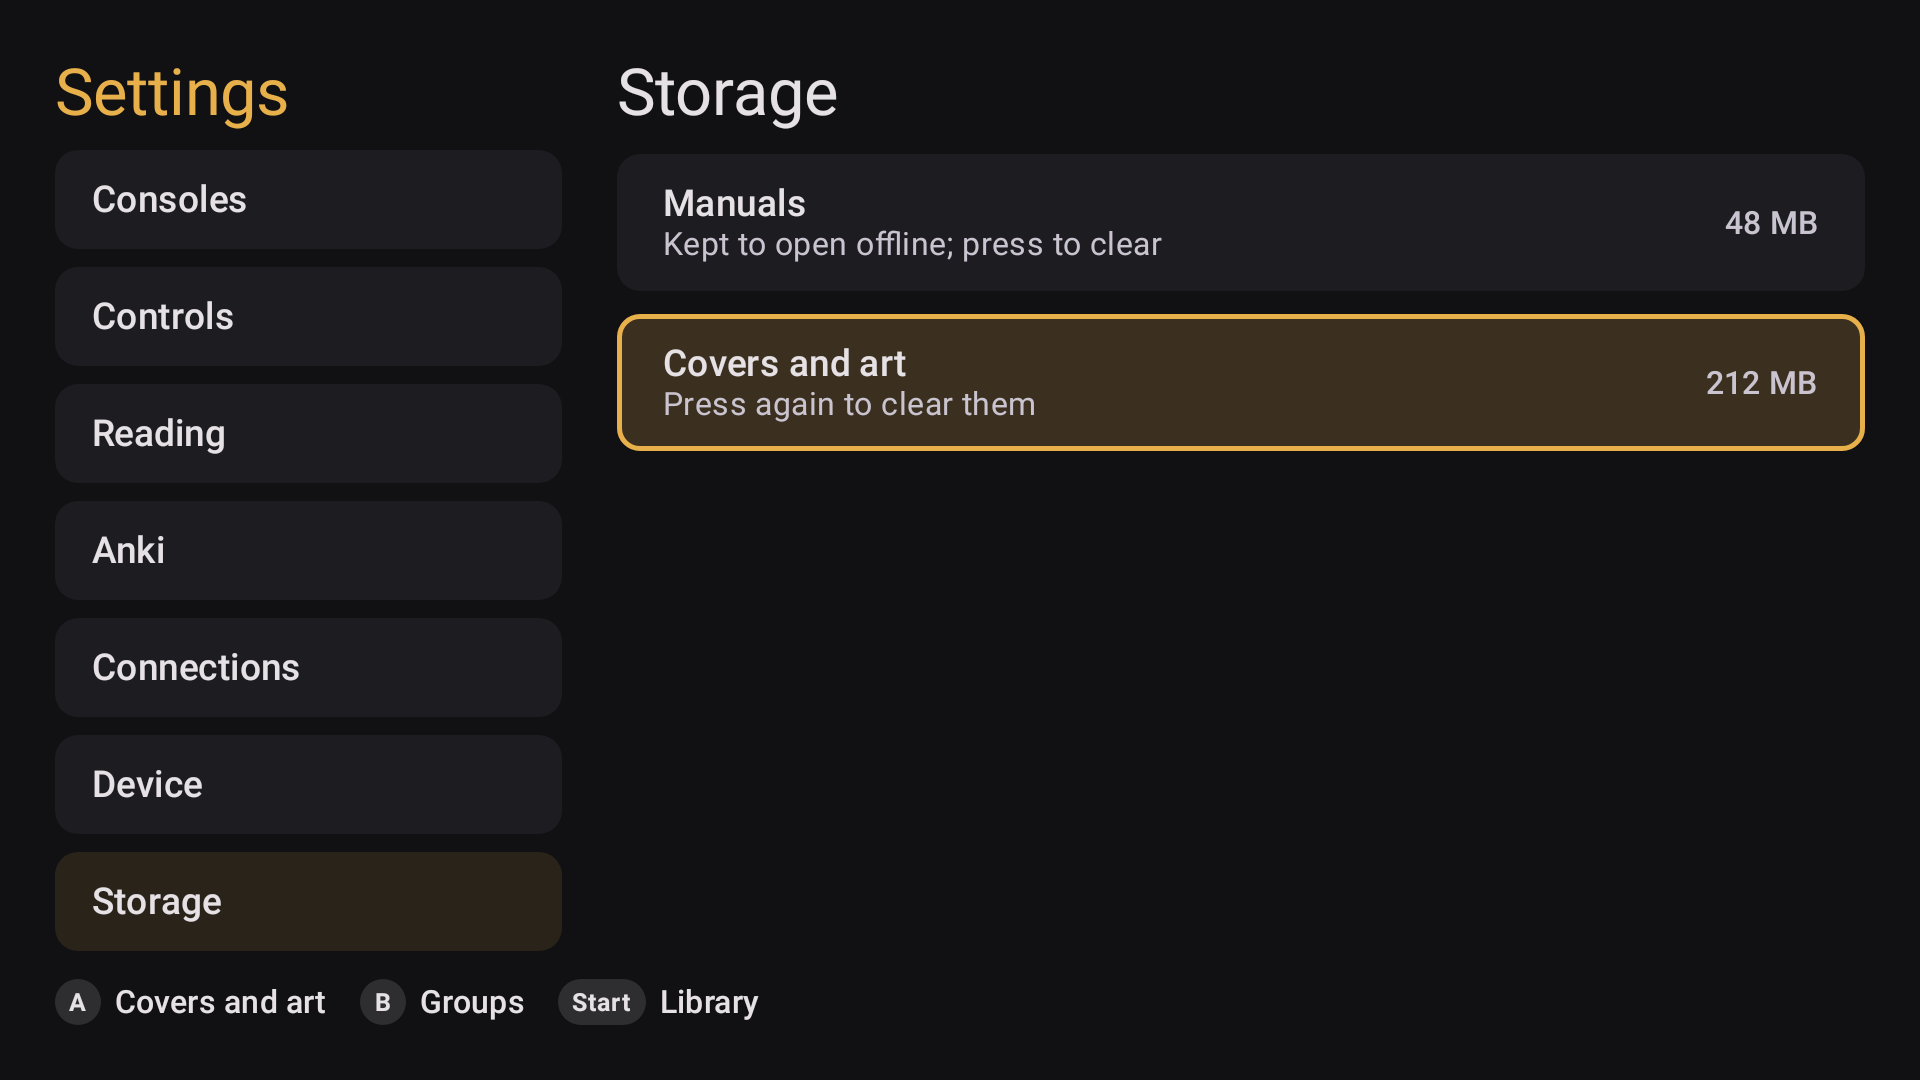 Settings
Consoles
Controls
Reading
Anki
Connections
Device
Storage
Storage
Manuals
Kept to open offline; press to clear
48 MB
Covers and art
Press again to clear them
212 MB
A Covers and art B Groups Start Library